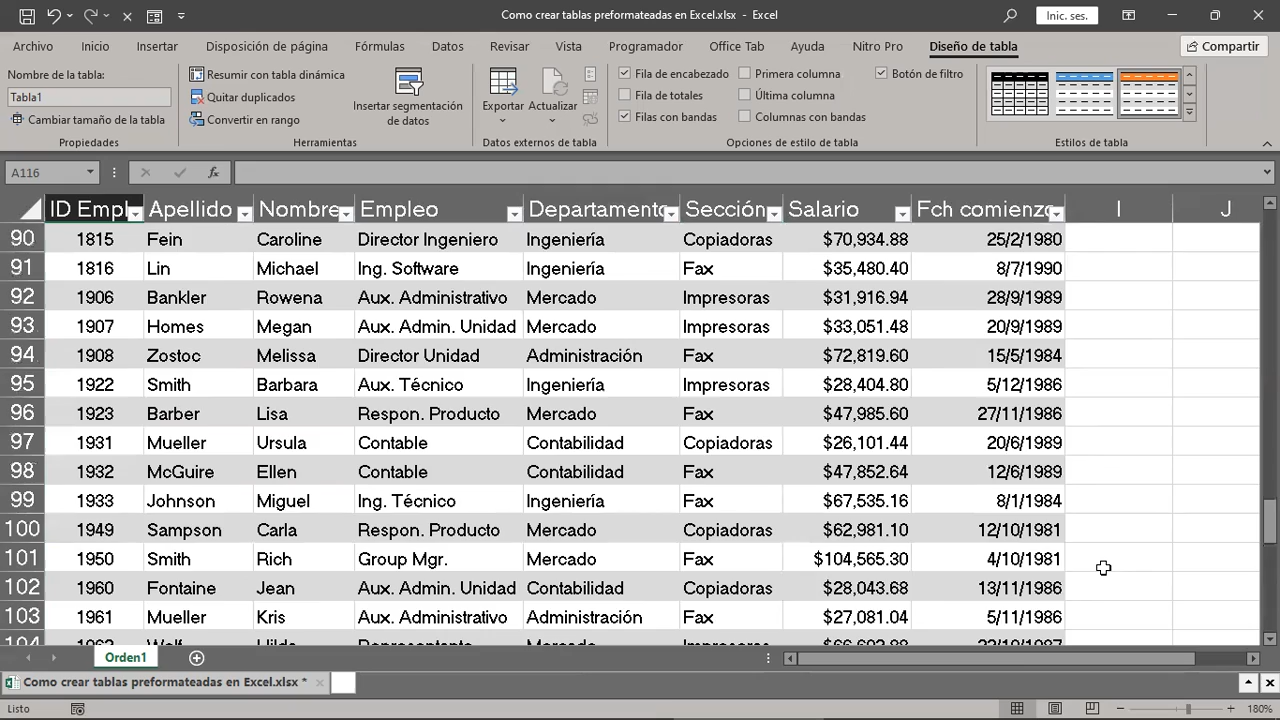 Como crear tablas preformateadas en Excel.xlsx - Excel
Inic. ses.
Archivo Inicio Insertar Disposición de página Fórmulas Datos Revisar Vista Programador Office Tab Ayuda Nitro Pro Diseño de tabla Compartir
Nombre de la tabla:
Tabla1
Cambiar tamaño de la tabla
Propiedades
Resumir con tabla dinámica
Quitar duplicados
Convertir en rango
Insertar segmentación
de datos
Herramientas
Exportar Actualizar
Datos externos de tabla
Fila de encabezado Primera columna Botón de filtro
Fila de totales Última columna
Filas con bandas Columnas con bandas
Opciones de estilo de tabla
Estilos de tabla
A116 fx
ID Empl Apellido Nombre Empleo Departamento Sección Salario Fch comienzo I J
90 1815 Fein Caroline Director Ingeniero Ingeniería Copiadoras $70,934.88 25/2/1980
91 1816 Lin Michael Ing. Software Ingeniería Fax $35,480.40 8/7/1990
92 1906 Bankler Rowena Aux. Administrativo Mercado Impresoras $31,916.94 28/9/1989
93 1907 Homes Megan Aux. Admin. Unidad Mercado Impresoras $33,051.48 20/9/1989
94 1908 Zostoc Melissa Director Unidad Administración Fax $72,819.60 15/5/1984
95 1922 Smith Barbara Aux. Técnico Ingeniería Impresoras $28,404.80 5/12/1986
96 1923 Barber Lisa Respon. Producto Mercado Fax $47,985.60 27/11/1986
97 1931 Mueller Ursula Contable Contabilidad Copiadoras $26,101.44 20/6/1989
98 1932 McGuire Ellen Contable Contabilidad Fax $47,852.64 12/6/1989
99 1933 Johnson Miguel Ing. Técnico Ingeniería Fax $67,535.16 8/1/1984
100 1949 Sampson Carla Respon. Producto Mercado Copiadoras $62,981.10 12/10/1981
101 1950 Smith Rich Group Mgr. Mercado Fax $104,565.30 4/10/1981
102 1960 Fontaine Jean Aux. Admin. Unidad Contabilidad Copiadoras $28,043.68 13/11/1986
103 1961 Mueller Kris Aux. Administrativo Administración Fax $27,081.04 5/11/1986
Orden1
Como crear tablas preformateadas en Excel.xlsx *
Listo 180%